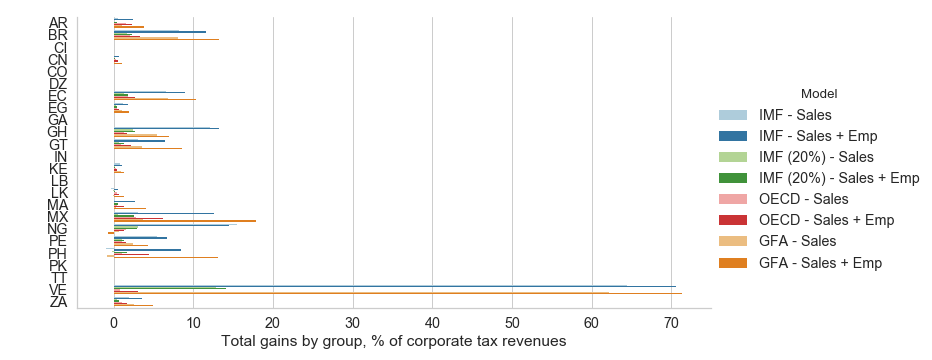 AR
BR
CI
CN
CO
DZ
EC
EG
GA
GH
GT
IN
KE
LB
LK
MA
MX
NG
PE
PH
PK
TT
VE
ZA
0 10 20 30 40 50 60 70
Total gains by group, % of corporate tax revenues
Model
IMF - Sales
IMF - Sales + Emp
IMF (20%) - Sales
IMF (20%) - Sales + Emp
OECD - Sales
OECD - Sales + Emp
GFA - Sales
GFA - Sales + Emp